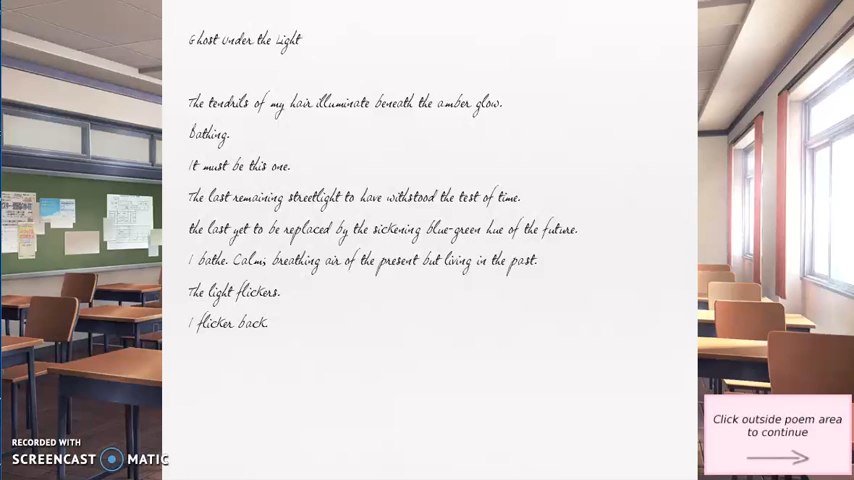 Ghost Under the Light
The tendrils of my hair illuminate beneath the amber glow.
Bathing.
It must be this one.
The last remaining streetlight to have withstood the test of time.
the last yet to be replaced by the sickening blue-green hue of the future.
I bathe. Calm; breathing air of the present but living in the past.
The light flickers.
I flicker back.
Click outside poem area
to continue
RECORDED WITH
SCREENCAST MATIC